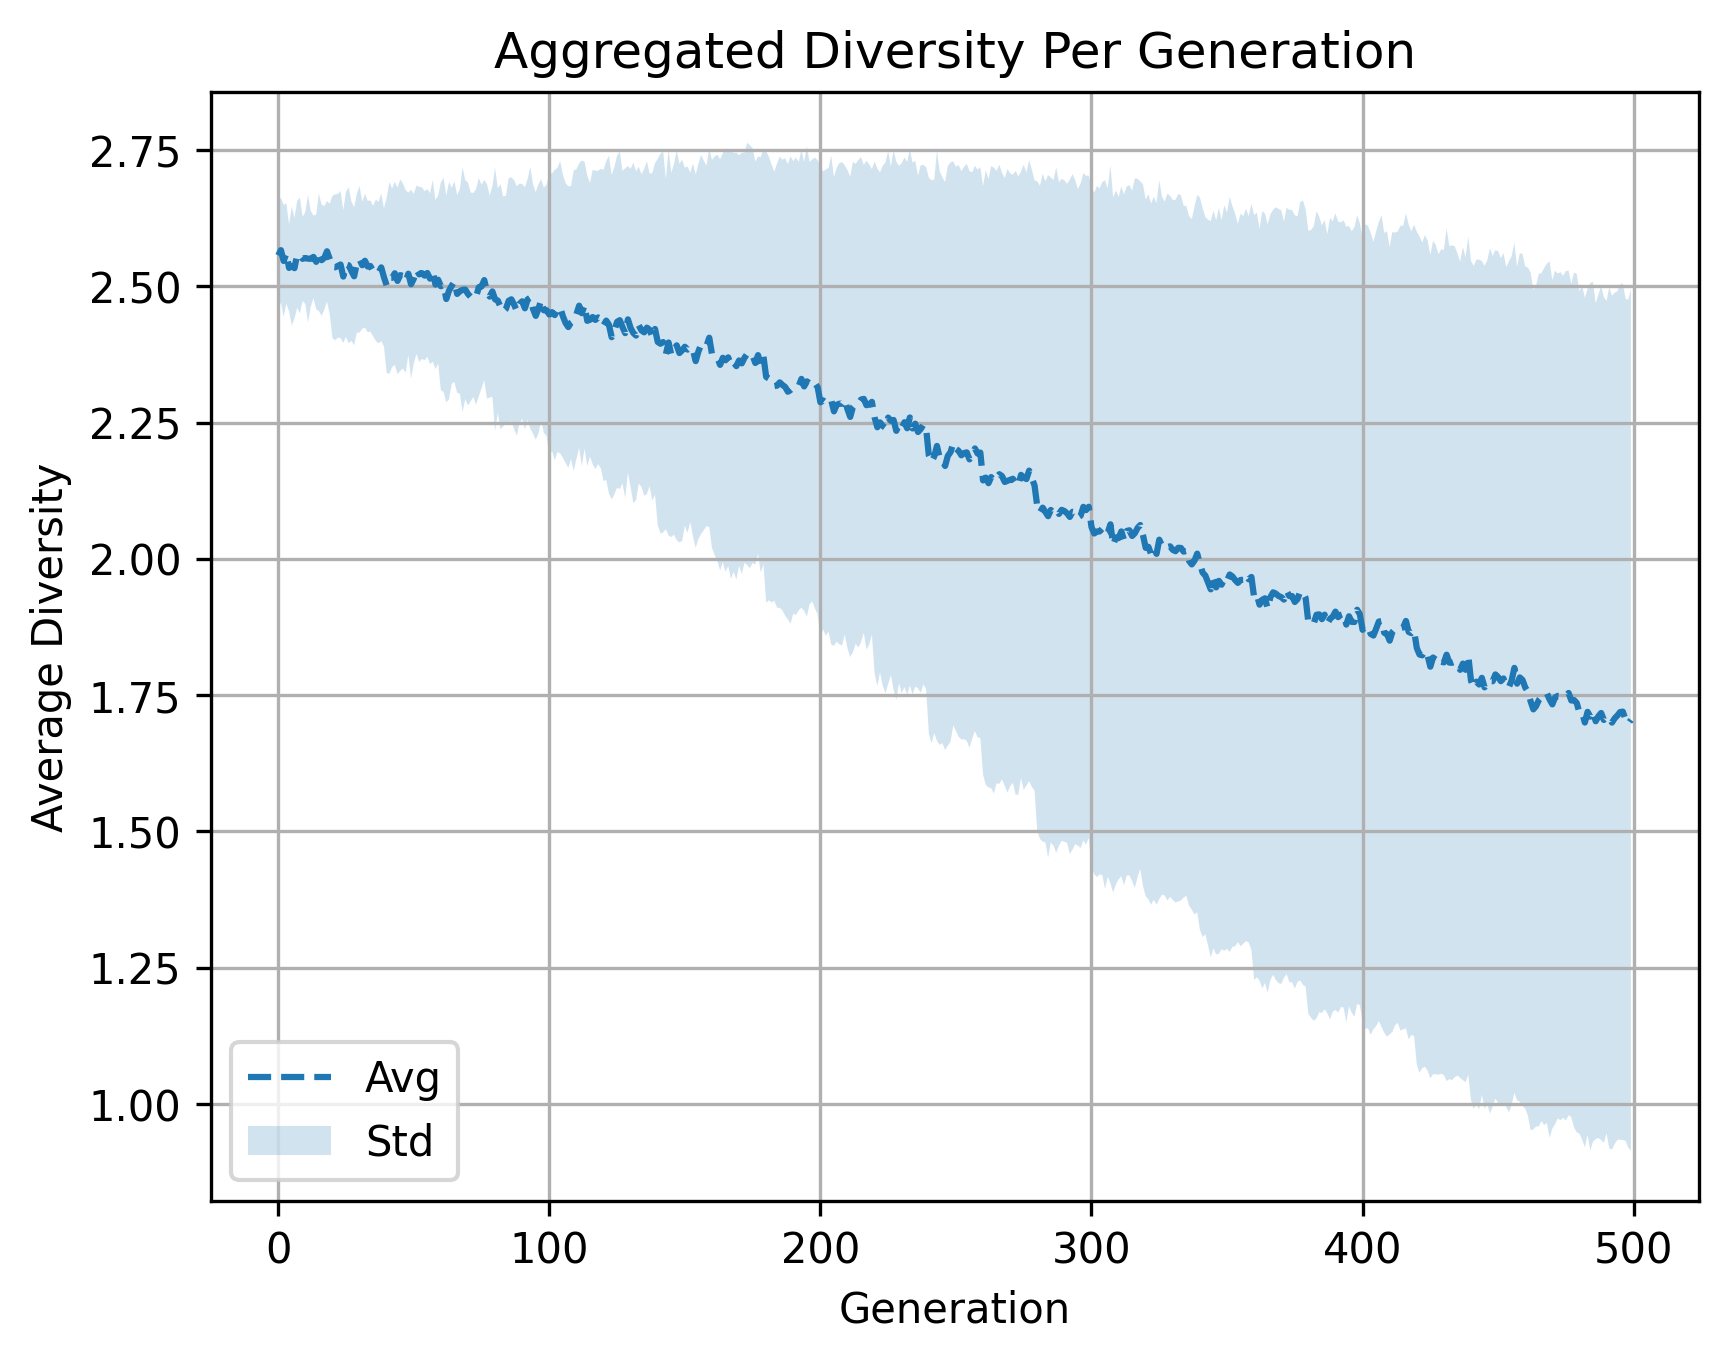 Aggregated Diversity Per Generation
2.75
2.50
2.25
2.00
1.75
1.50
1.25
1.00
Average Diversity
Avg
Std
0 100 200 300 400 500
Generation